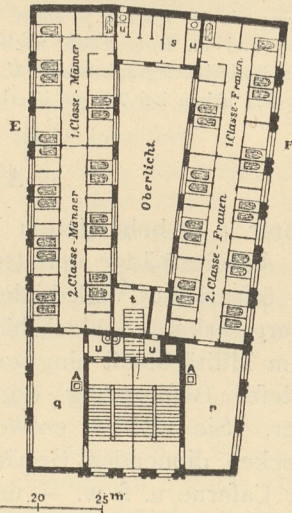 u
s
u
E
F
1. Classe - Männer
1. Classe - Frauen.
Oberlicht.
2. Classe - Männer
2. Classe - Frauen.
t
u
u
A
A
q
r
20 25 m